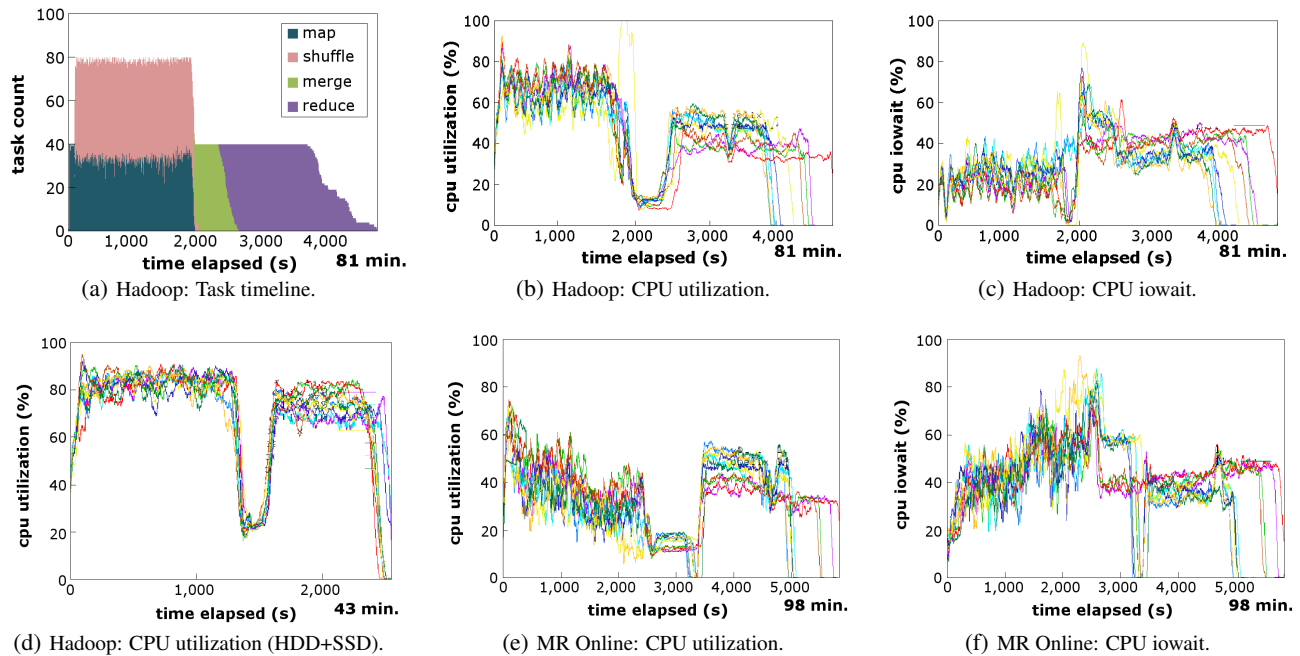 100
80
60
40
20
0
task count
map
shuffle
merge
reduce
0 1,000 2,000 3,000 4,000
time elapsed (s)
81 min.
(a) Hadoop: Task timeline.
100
80
60
40
20
0
cpu utilization (%)
0 1,000 2,000 3,000 4,000
time elapsed (s)
81 min.
(b) Hadoop: CPU utilization.
100
80
60
40
20
0
cpu iowait (%)
0 1,000 2,000 3,000 4,000
time elapsed (s)
81 min.
(c) Hadoop: CPU iowait.
100
80
60
40
20
0
cpu utilization (%)
0 1,000 2,000
time elapsed (s)
43 min.
(d) Hadoop: CPU utilization (HDD+SSD).
100
80
60
40
20
0
cpu utilization (%)
0 1,000 2,000 3,000 4,000 5,000
time elapsed (s)
98 min.
(e) MR Online: CPU utilization.
100
80
60
40
20
0
cpu iowait (%)
0 1,000 2,000 3,000 4,000 5,000
time elapsed (s)
98 min.
(f) MR Online: CPU iowait.